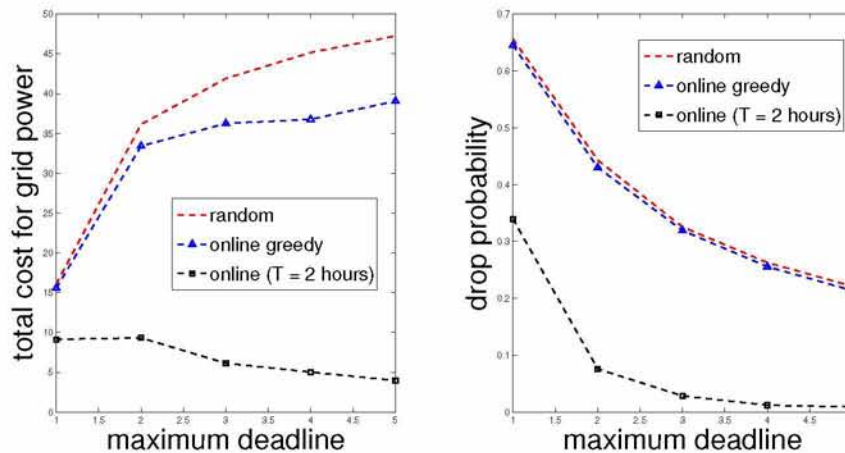 50
45
40
35
30
25
20
15
10
5
0
total cost for grid power
random
online greedy
online (T = 2 hours)
1 1.5 2 2.5 3 3.5 4 4.5 5
maximum deadline
0.7
0.6
0.5
0.4
0.3
0.2
0.1
0
drop probability
random
online greedy
online (T = 2 hours)
1 1.5 2 2.5 3 3.5 4 4.5
maximum deadline